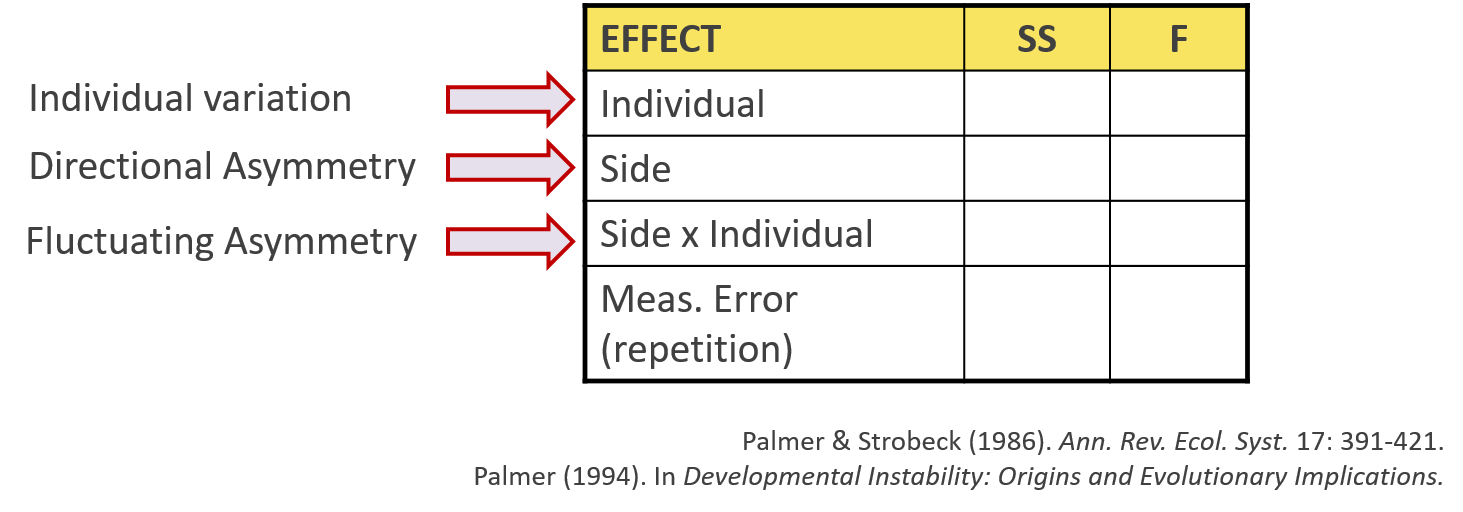 EFFECT SS F
Individual variation Individual
Directional Asymmetry Side
Fluctuating Asymmetry Side x Individual
Meas. Error
(repetition)
Palmer & Strobeck (1986). Ann. Rev. Ecol. Syst. 17: 391-421.
Palmer (1994). In Developmental Instability: Origins and Evolutionary Implications.